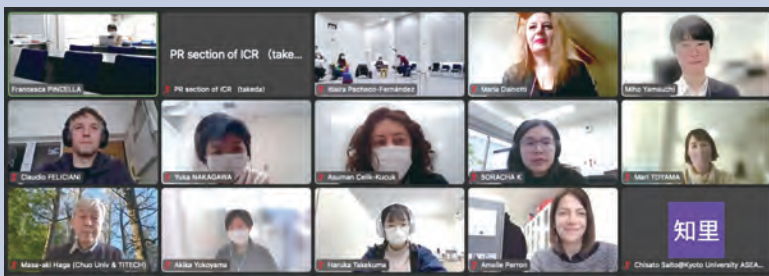 Francesca PINCELLA
PR section of ICR （take...
PR section of ICR （takeda）
Idaira Pacheco-Fernández
Maria Dainotti
Miho Yamauchi
Claudio FELICIANI
Yuka NAKAGAWA
Asuman Celik-Kucuk
SORACHA K
Mari TOYAMA
Masa-aki Haga (Chuo Univ & TITECH)
Akika Yokoyama
Haruka Takekuma
Amelie Perron
知里
Chisato Saito@Kyoto University ASEA...